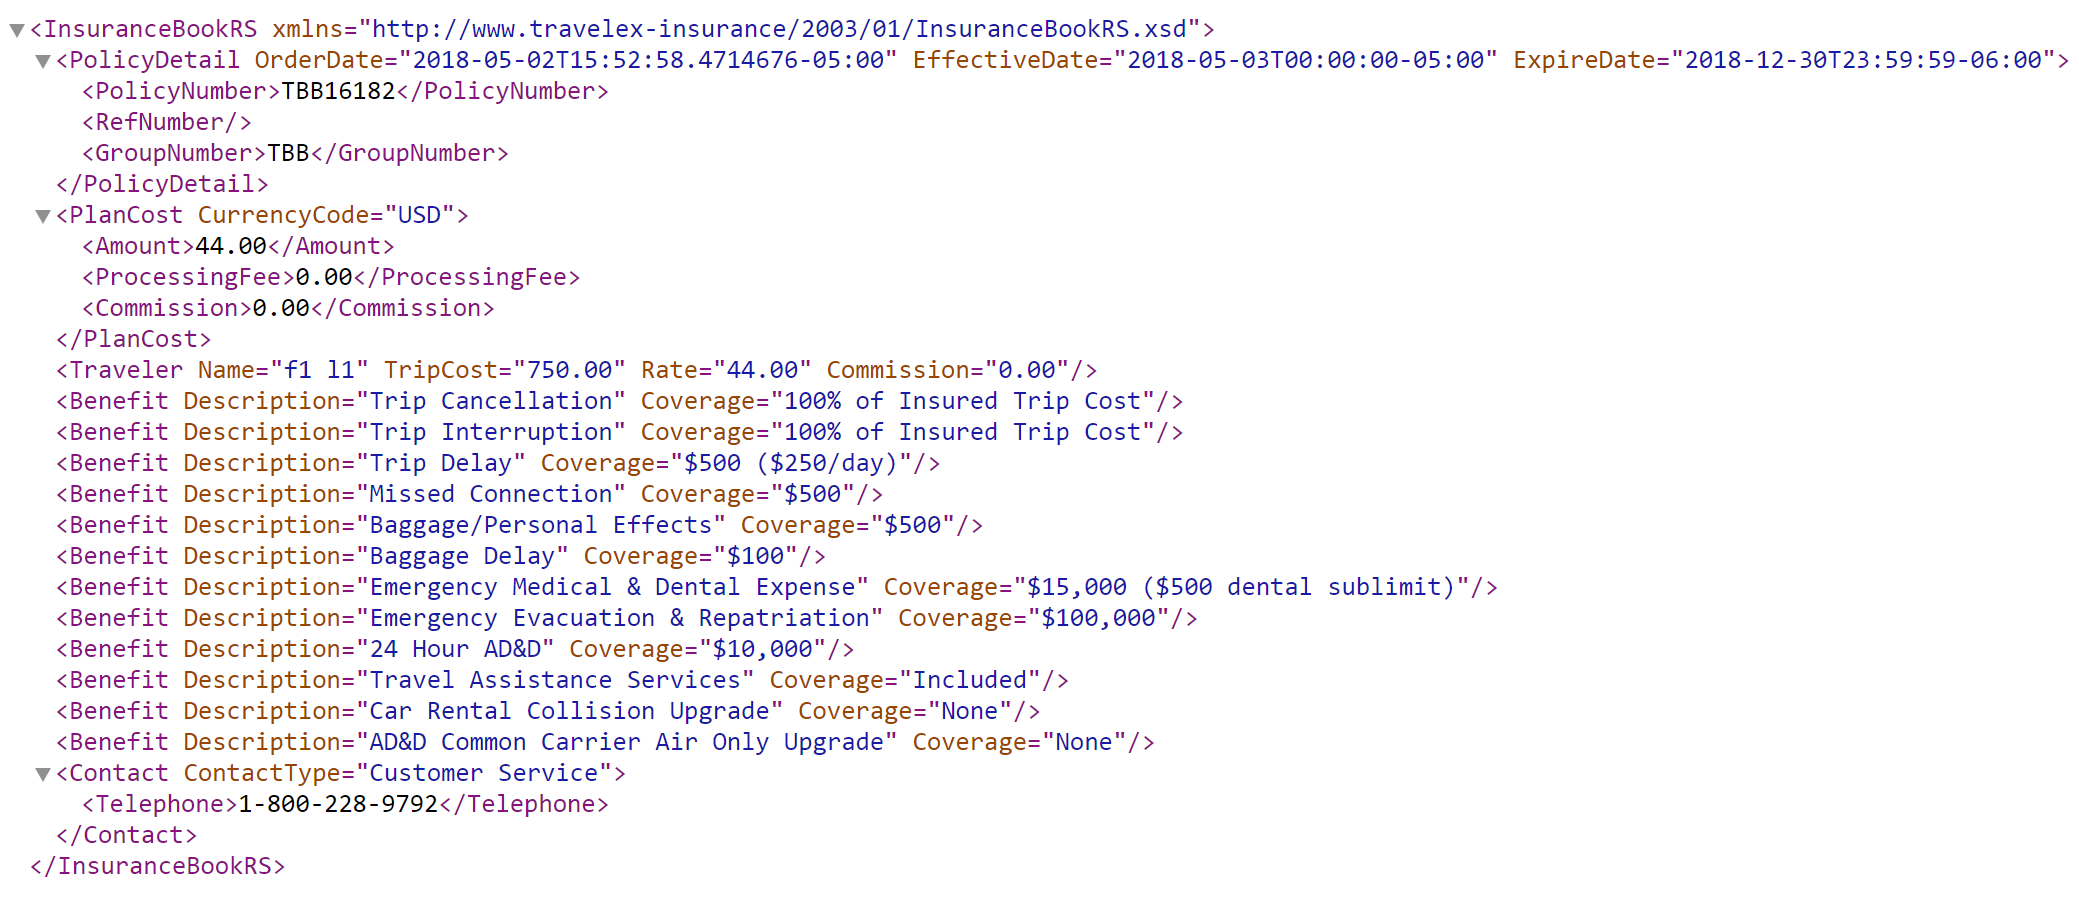 <InsuranceBookRS xmlns="http://www.travelex-insurance/2003/01/InsuranceBookRS.xsd">
<PolicyDetail OrderDate="2018-05-02T15:52:58.4714676-05:00" EffectiveDate="2018-05-03T00:00:00-05:00" ExpireDate="2018-12-30T23:59:59-06:00">
<PolicyNumber>TBB16182</PolicyNumber>
<RefNumber/>
<GroupNumber>TBB</GroupNumber>
</PolicyDetail>
<PlanCost CurrencyCode="USD">
<Amount>44.00</Amount>
<ProcessingFee>0.00</ProcessingFee>
<Commission>0.00</Commission>
</PlanCost>
<Traveler Name="f1 l1" TripCost="750.00" Rate="44.00" Commission="0.00"/>
<Benefit Description="Trip Cancellation" Coverage="100% of Insured Trip Cost"/>
<Benefit Description="Trip Interruption" Coverage="100% of Insured Trip Cost"/>
<Benefit Description="Trip Delay" Coverage="$500 ($250/day)"/>
<Benefit Description="Missed Connection" Coverage="$500"/>
<Benefit Description="Baggage/Personal Effects" Coverage="$500"/>
<Benefit Description="Baggage Delay" Coverage="$100"/>
<Benefit Description="Emergency Medical & Dental Expense" Coverage="$15,000 ($500 dental sublimit)"/>
<Benefit Description="Emergency Evacuation & Repatriation" Coverage="$100,000"/>
<Benefit Description="24 Hour AD&D" Coverage="$10,000"/>
<Benefit Description="Travel Assistance Services" Coverage="Included"/>
<Benefit Description="Car Rental Collision Upgrade" Coverage="None"/>
<Benefit Description="AD&D Common Carrier Air Only Upgrade" Coverage="None"/>
<Contact ContactType="Customer Service">
<Telephone>1-800-228-9792</Telephone>
</Contact>
</InsuranceBookRS>